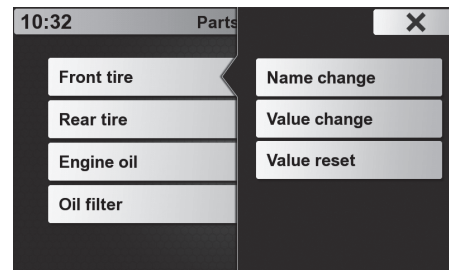 10:32 Parts
Front tire
Rear tire
Engine oil
Oil filter
Name change
Value change
Value reset